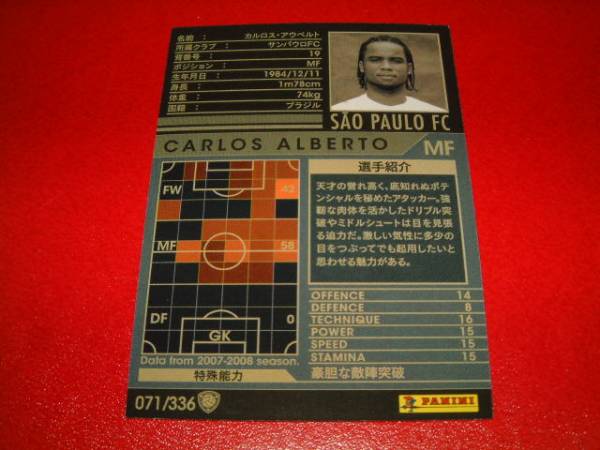 名前 : カルロス・アウベルト
所属クラブ : サンパウロFC
背番号 : 19
ポジション : MF
生年月日 : 1984/12/11
身長 : 1m78cm
体重 : 74kg
国籍 : ブラジル
SÃO PAULO FC
CARLOS ALBERTO MF
FW 42
MF 58
DF 0
GK
Data from 2007-2008 season.
選手紹介
天才の誉れ高く、底知れぬポテ
ンシャルを秘めたアタッカー。強
靭な肉体を活かしたドリブル突
破やミドルシュートは目を見張
る迫力だ。激しい気性に多少の
目をつぶってでも起用したいと
思わせる魅力がある。
OFFENCE 14
DEFENCE 8
TECHNIQUE 16
POWER 15
SPEED 15
STAMINA 15
特殊能力 豪胆な敵陣突破
071/336
PANINI